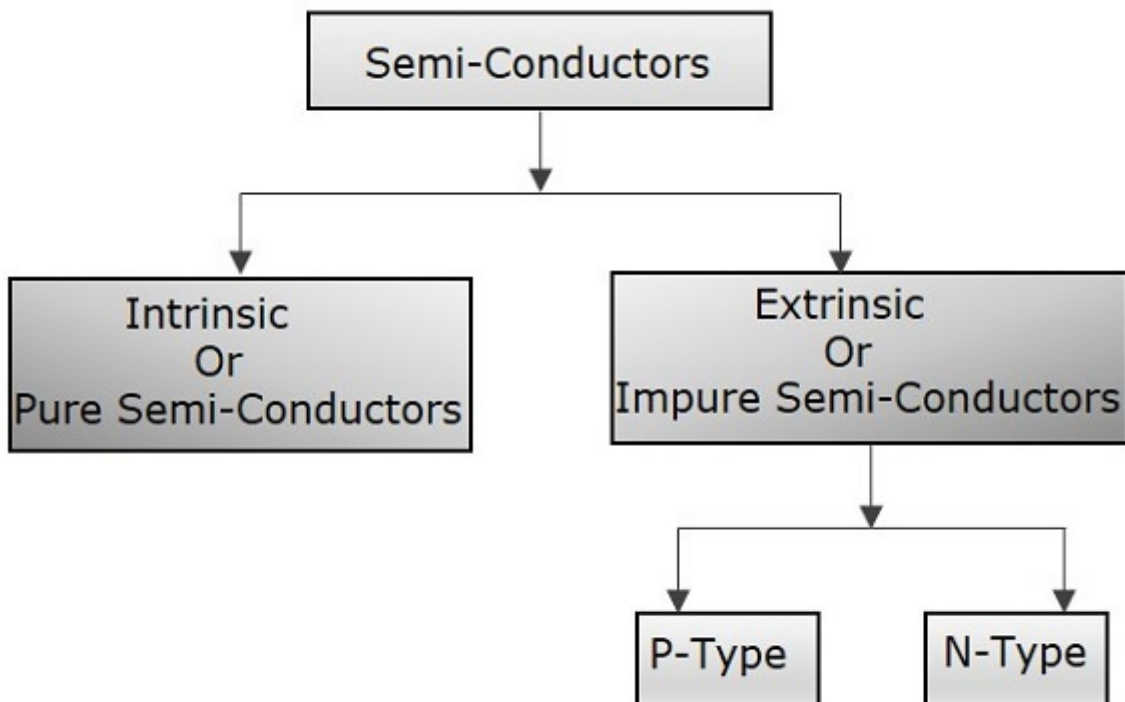 Semi-Conductors
Intrinsic
Or
Pure Semi-Conductors
Extrinsic
Or
Impure Semi-Conductors
P-Type
N-Type